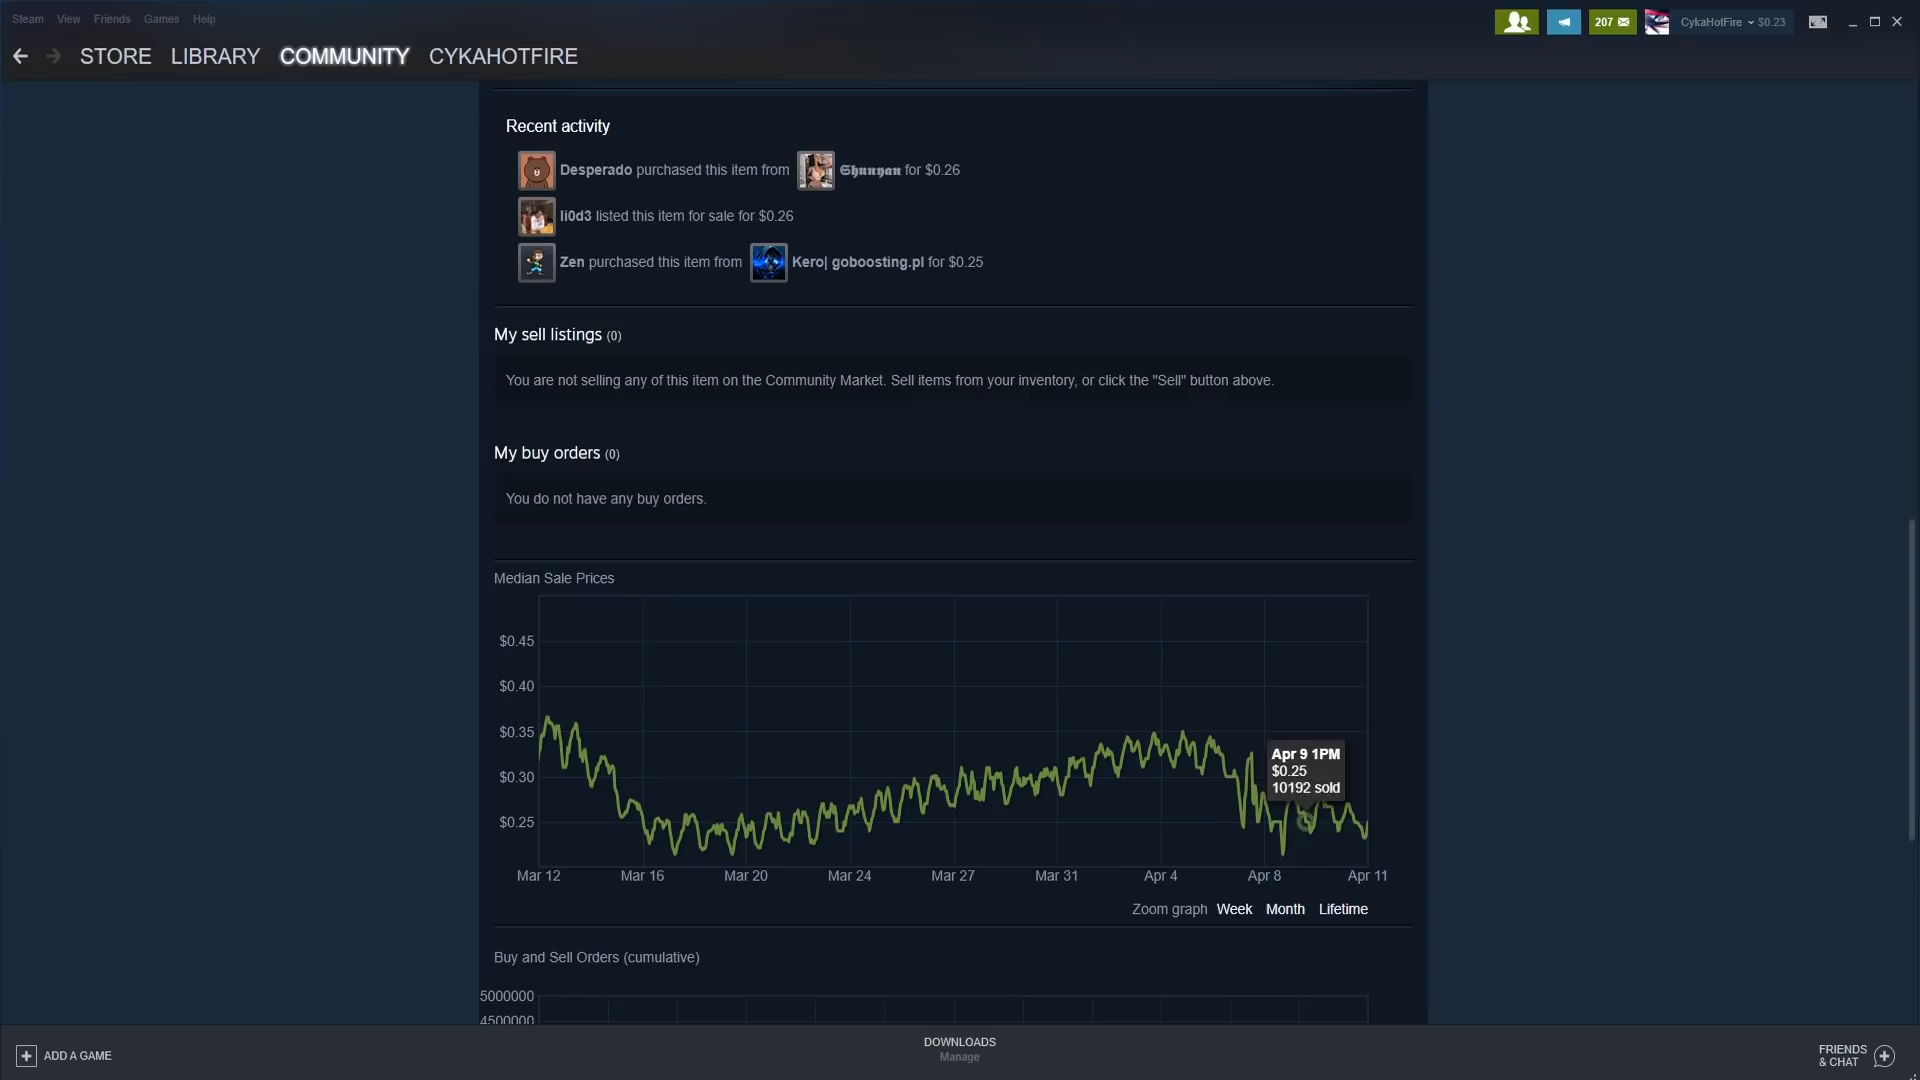 Steam View Friends Games Help
207 CykaHotFire $0.23
STORE LIBRARY COMMUNITY CYKAHOTFIRE
Recent activity
Desperado purchased this item from 𝕾𝖍𝖚𝖓𝖞𝖆𝖓 for $0.26
li0d3 listed this item for sale for $0.26
Zen purchased this item from Kero| goboosting.pl for $0.25
My sell listings (0)
You are not selling any of this item on the Community Market. Sell items from your inventory, or click the "Sell" button above.
My buy orders (0)
You do not have any buy orders.
Median Sale Prices
$0.45
$0.40
$0.35
Apr 9 1PM
$0.25
10192 sold
$0.30
$0.25
Mar 12 Mar 16 Mar 20 Mar 24 Mar 27 Mar 31 Apr 4 Apr 8 Apr 11
Zoom graph Week Month Lifetime
Buy and Sell Orders (cumulative)
5000000
4500000
ADD A GAME
DOWNLOADS
Manage
FRIENDS
& CHAT